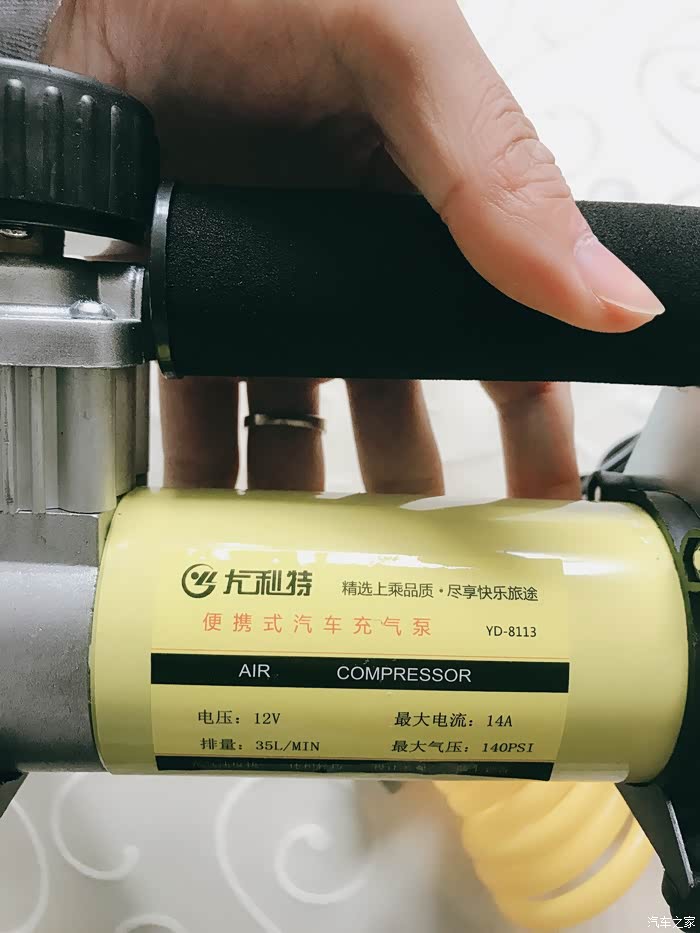 尤利特 精选上乘品质·尽享快乐旅途
便携式汽车充气泵 YD-8113
AIR COMPRESSOR
电压：12V 最大电流：14A
排量：35L/MIN 最大气压：140PSI
汽车之家